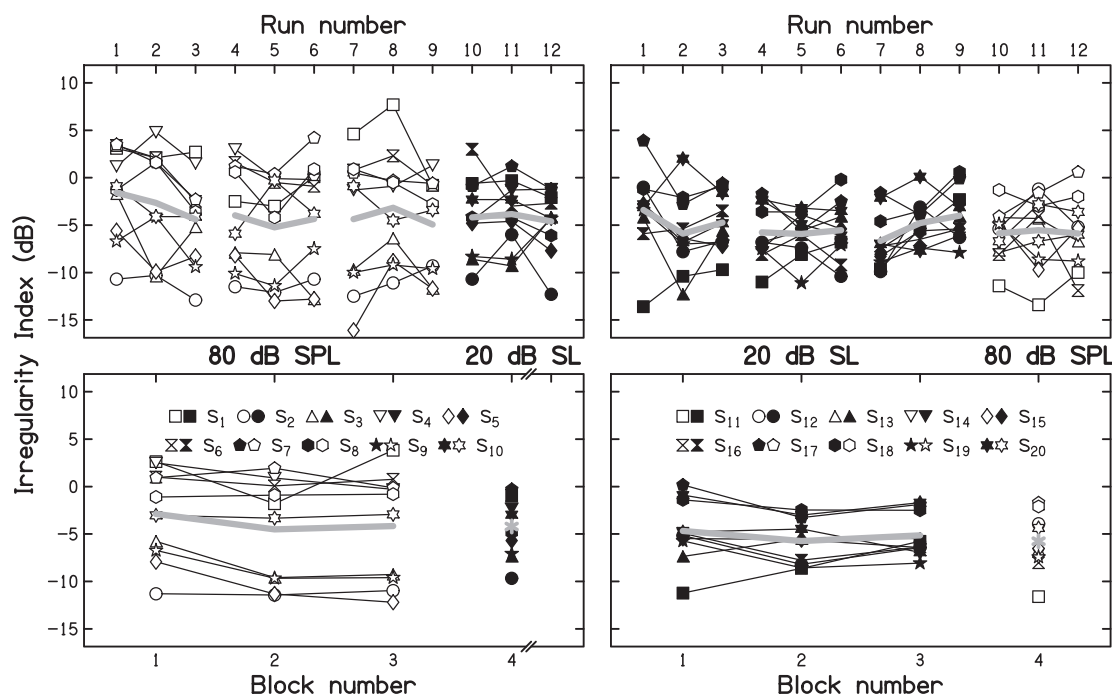 Run number Run number
1 2 3 4 5 6 7 8 9 10 11 12 1 2 3 4 5 6 7 8 9 10 11 12
10
5
0
-5
-10
-15
Irregularity Index (dB)
80 dB SPL 20 dB SL 20 dB SL 80 dB SPL
10
5
0
-5
-10
-15
S1 S2 S3 S4 S5 S11 S12 S13 S14 S15
S6 S7 S8 S9 S10 S16 S17 S18 S19 S20
1 2 3 4 1 2 3 4
Block number Block number